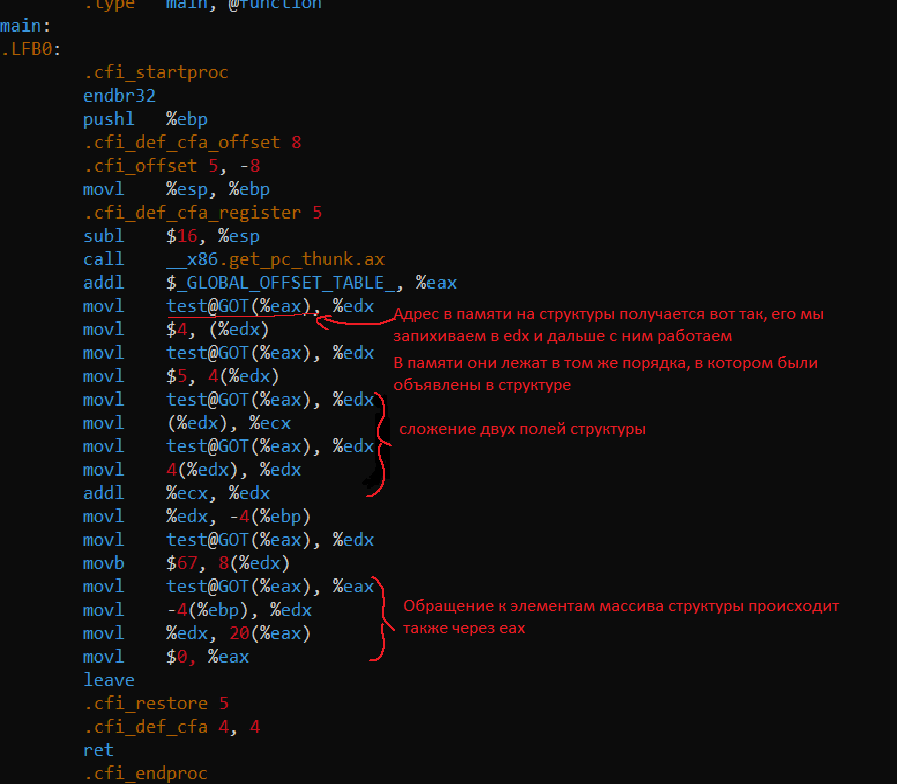 .type main, @function
main:
.LFB0:
.cfi_startproc
endbr32
pushl %ebp
.cfi_def_cfa_offset 8
.cfi_offset 5, -8
movl %esp, %ebp
.cfi_def_cfa_register 5
subl $16, %esp
call __x86.get_pc_thunk.ax
addl $_GLOBAL_OFFSET_TABLE_, %eax
movl test@GOT(%eax), %edx
Адрес в памяти на структуры получается вот так, его мы
запихиваем в edx и дальше с ним работаем
movl $4, (%edx)
movl test@GOT(%eax), %edx
В памяти они лежат в том же порядка, в котором были
объявлены в структуре
movl $5, 4(%edx)
movl test@GOT(%eax), %edx
movl (%edx), %ecx
сложение двух полей структуры
movl test@GOT(%eax), %edx
movl 4(%edx), %edx
addl %ecx, %edx
movl %edx, -4(%ebp)
movl test@GOT(%eax), %edx
movb $67, 8(%edx)
movl test@GOT(%eax), %eax
movl -4(%ebp), %edx
Обращение к элементам массива структуры происходит
также через eax
movl %edx, 20(%eax)
movl $0, %eax
leave
.cfi_restore 5
.cfi_def_cfa 4, 4
ret
.cfi_endproc